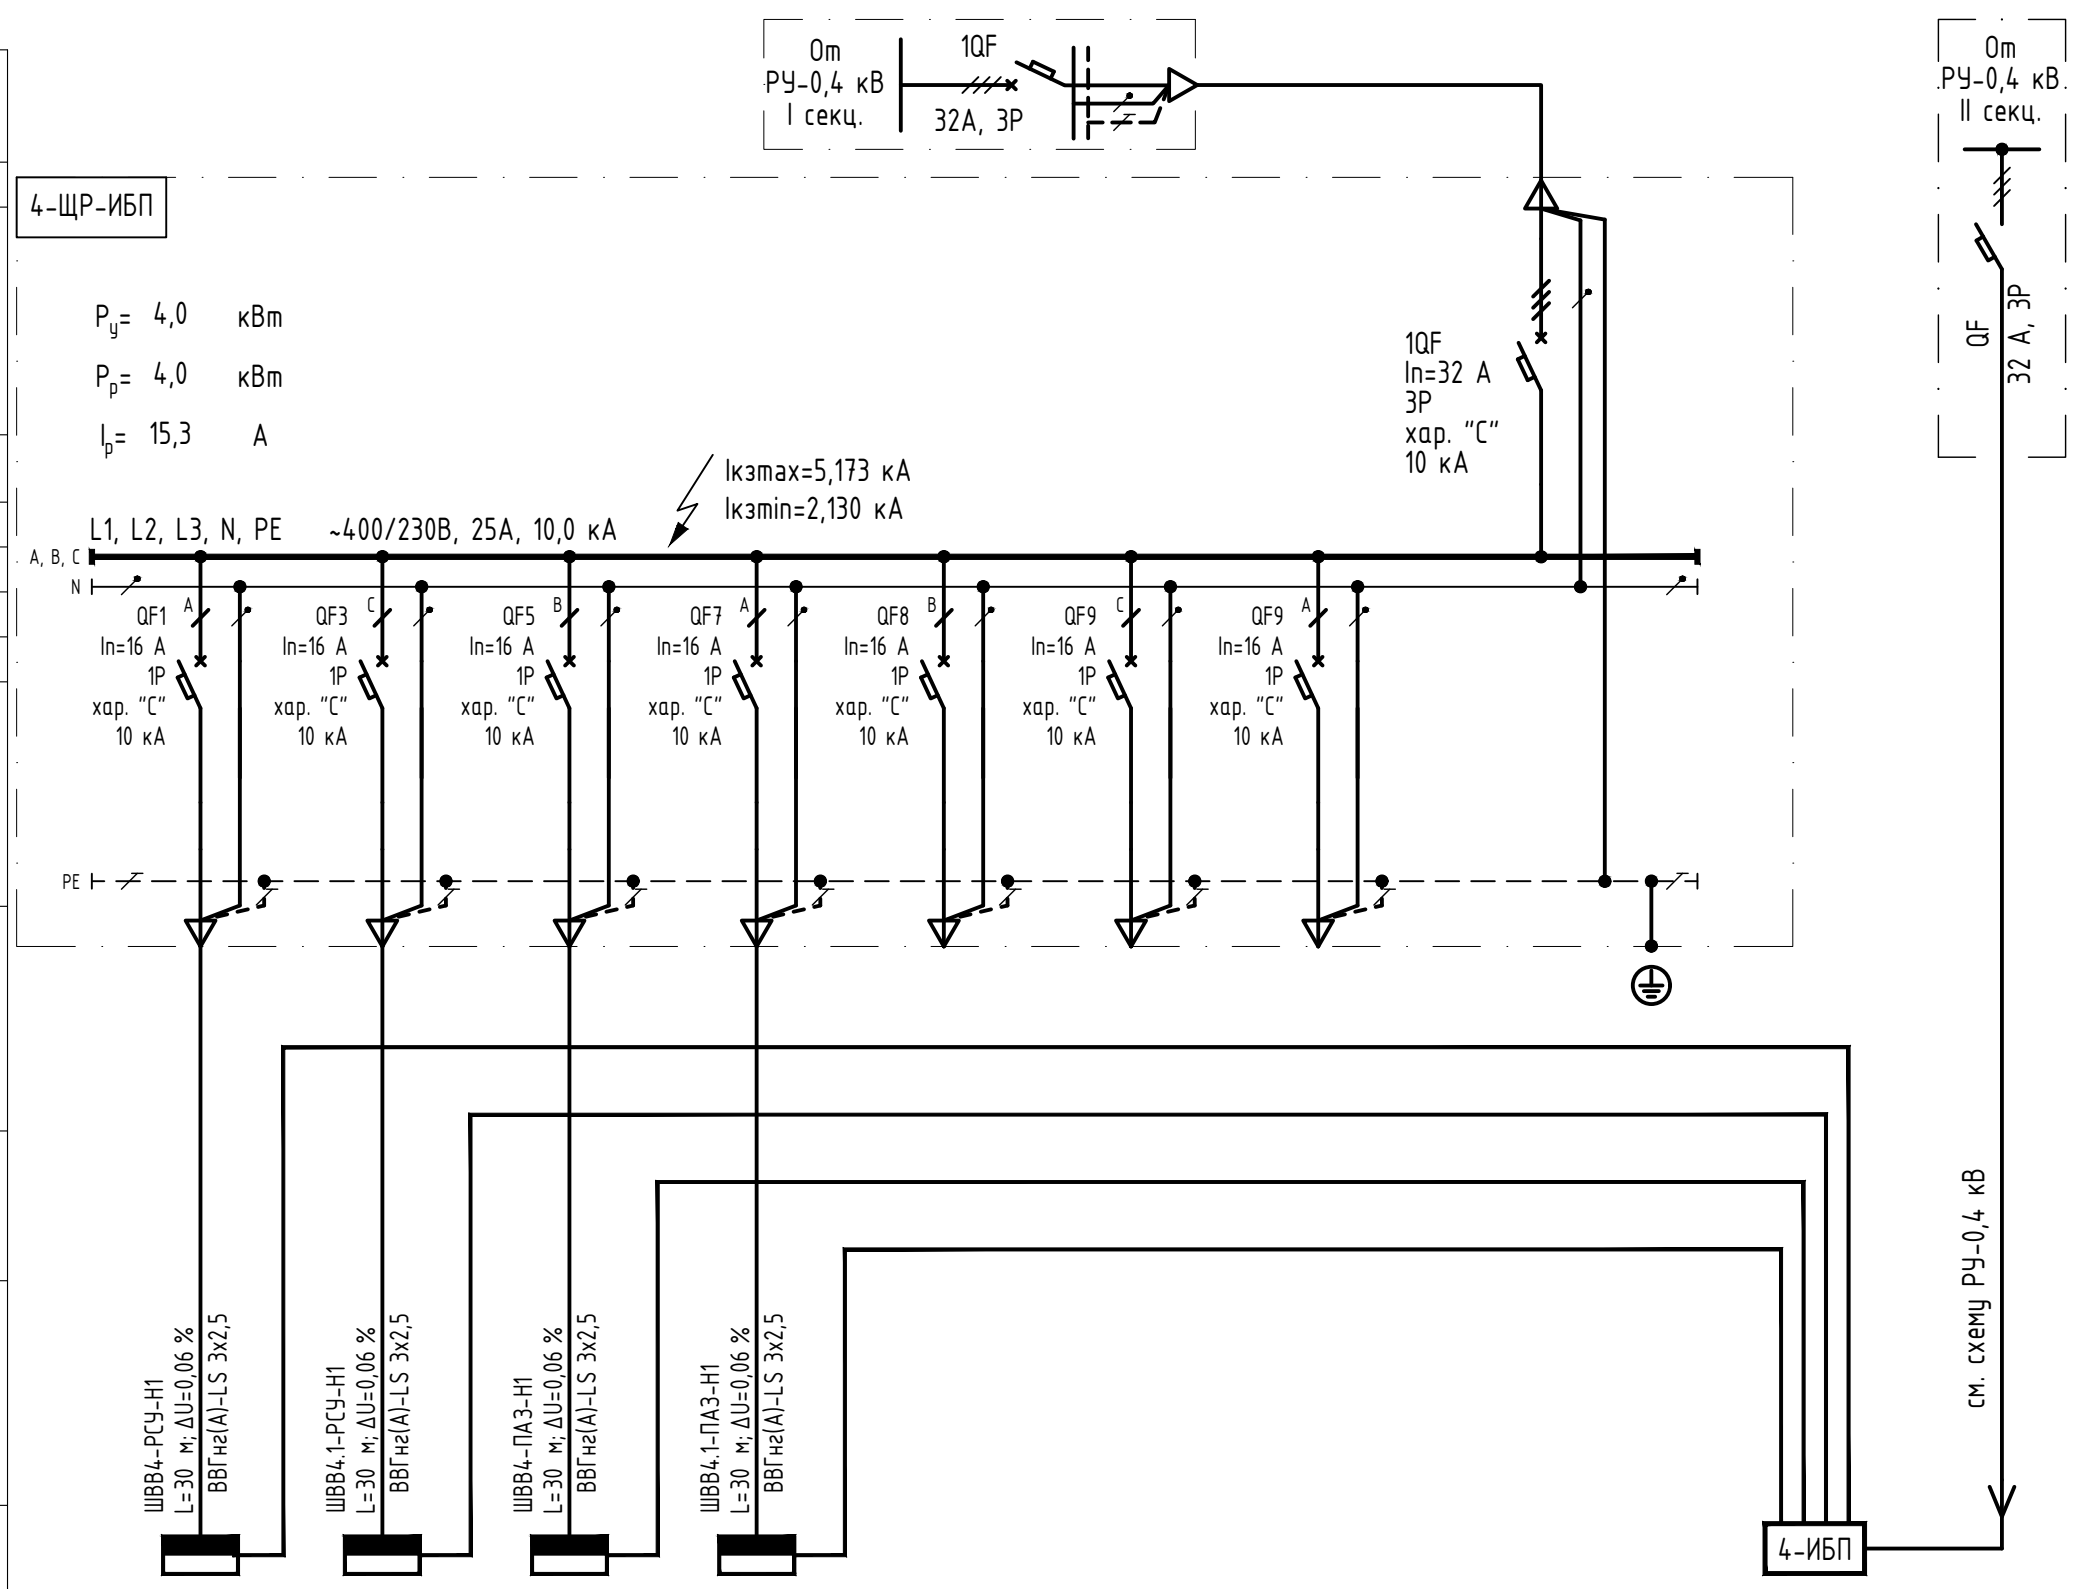 От
РУ-0,4 кВ
I секц.
1QF
32А, 3Р
От
РУ-0,4 кВ
II секц.
QF
32 А, 3Р
4-ЩР-ИБП
Pу= 4,0 кВт
Pр= 4,0 кВт
Iр= 15,3 А
1QF
In=32 А
3Р
хар. "С"
10 кА
Iкзmax=5,173 кА
Iкзmin=2,130 кА
L1, L2, L3, N, PE ~400/230В, 25А, 10,0 кА
А, В, С
N
А
QF1
In=16 А
1Р
хар. "С"
10 кА
С
QF3
In=16 А
1Р
хар. "С"
10 кА
В
QF5
In=16 А
1Р
хар. "С"
10 кА
А
QF7
In=16 А
1Р
хар. "С"
10 кА
В
QF8
In=16 А
1Р
хар. "С"
10 кА
С
QF9
In=16 А
1Р
хар. "С"
10 кА
А
QF9
In=16 А
1Р
хар. "С"
10 кА
PE
ШВВ4-РСУ-Н1
L=30 м; ΔU=0,06 %
ВВГнг(А)-LS 3х2,5
ШВВ4.1-РСУ-Н1
L=30 м; ΔU=0,06 %
ВВГнг(А)-LS 3х2,5
ШВВ4-ПАЗ-Н1
L=30 м; ΔU=0,06 %
ВВГнг(А)-LS 3х2,5
ШВВ4.1-ПАЗ-Н1
L=30 м; ΔU=0,06 %
ВВГнг(А)-LS 3х2,5
см. схему РУ-0,4 кВ
4-ИБП